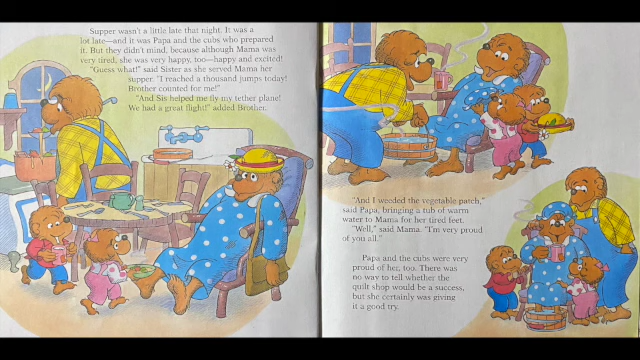 Supper wasn't a little late that night. It was a
lot late—and it was Papa and the cubs who prepared
it. But they didn't mind, because although Mama was
very tired, she was very happy, too—happy and excited!
"Guess what!" said Sister as she served Mama her
supper. "I reached a thousand jumps today!
Brother counted for me!"
"And Sis helped me fly my tether plane!
We had a great flight!" added Brother.
"And I weeded the vegetable patch,"
said Papa, bringing a tub of warm
water to Mama for her tired feet.
"Well," said Mama. "I'm very proud
of you all."
Papa and the cubs were very
proud of her, too. There was
no way to tell whether the
quilt shop would be a success,
but she certainly was giving
it a good try.